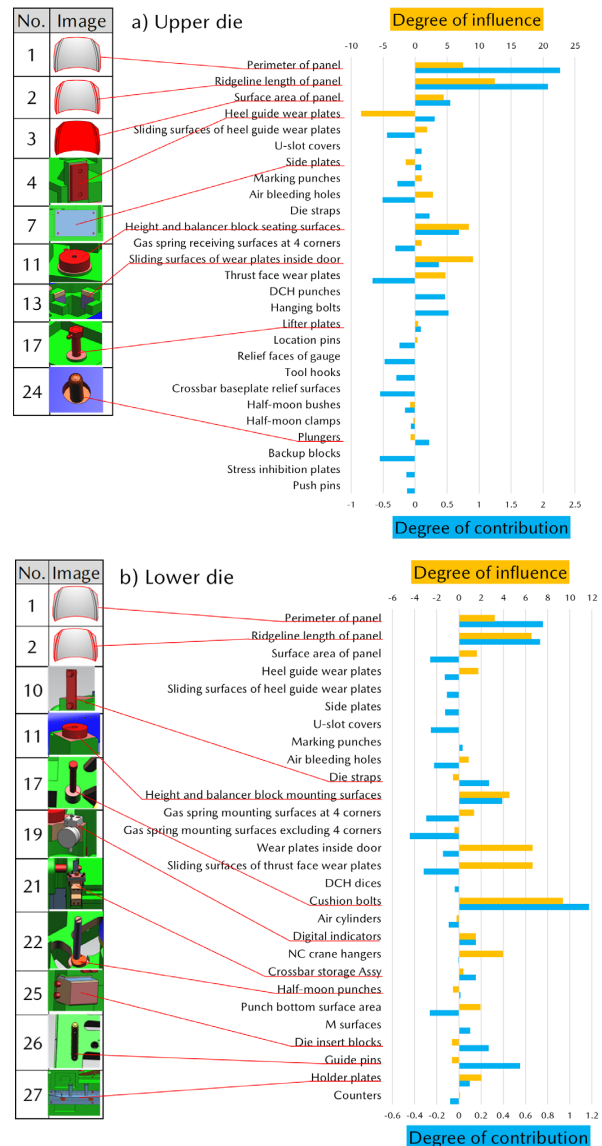 No. Image
a) Upper die
Degree of influence
-10 -5 0 5 10 15 20 25
1
2
3
4
7
11
13
17
24
Perimeter of panel
Ridgeline length of panel
Surface area of panel
Heel guide wear plates
Sliding surfaces of heel guide wear plates
U-slot covers
Side plates
Marking punches
Air bleeding holes
Die straps
Height and balancer block seating surfaces
Gas spring receiving surfaces at 4 corners
Sliding surfaces of wear plates inside door
Thrust face wear plates
DCH punches
Hanging bolts
Lifter plates
Location pins
Relief faces of gauge
Tool hooks
Crossbar baseplate relief surfaces
Half-moon bushes
Half-moon clamps
Plungers
Backup blocks
Stress inhibition plates
Push pins
-1 -0.5 0 0.5 1 1.5 2 2.5
Degree of contribution
No. Image
b) Lower die
Degree of influence
-6 -4 -2 0 2 4 6 8 10 12
1
2
10
11
17
19
21
22
25
26
27
Perimeter of panel
Ridgeline length of panel
Surface area of panel
Heel guide wear plates
Sliding surfaces of heel guide wear plates
Side plates
U-slot covers
Marking punches
Air bleeding holes
Die straps
Height and balancer block mounting surfaces
Gas spring mounting surfaces at 4 corners
Gas spring mounting surfaces excluding 4 corners
Wear plates inside door
Sliding surfaces of thrust face wear plates
DCH dices
Cushion bolts
Air cylinders
Digital indicators
NC crane hangers
Crossbar storage Assy
Half-moon punches
Punch bottom surface area
M surfaces
Die insert blocks
Guide pins
Holder plates
Counters
-0.6 -0.4 -0.2 0 0.2 0.4 0.6 0.8 1 1.2
Degree of contribution